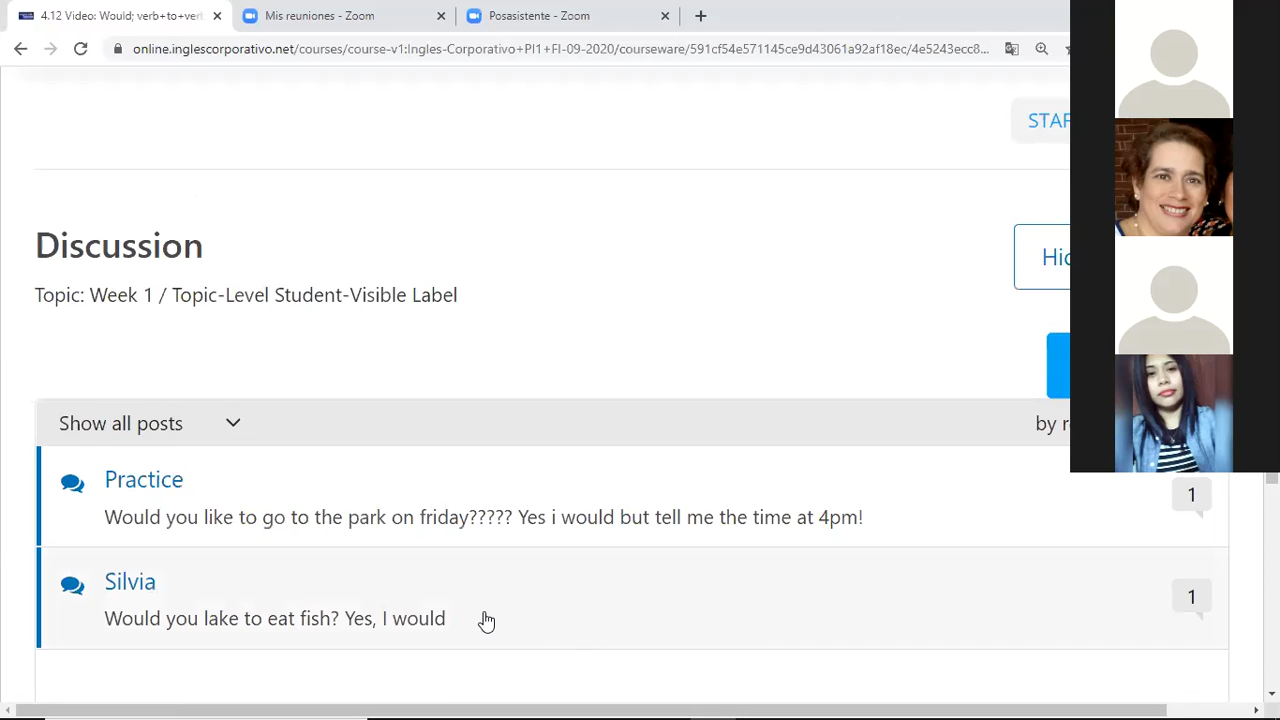 4.12 Video: Would; verb+to+ver
Mis reuniones - Zoom
Posasistente - Zoom
online.inglescorporativo.net/courses/course-v1:Ingles-Corporativo+PI1+FI-09-2020/courseware/591cf54e571145ce9d43061a92af18ec/4e5243ecc8...
STAF
Discussion
Hid
Topic: Week 1 / Topic-Level Student-Visible Label
Show all posts
by r
Practice
1
Would you like to go to the park on friday????? Yes i would but tell me the time at 4pm!
Silvia
1
Would you lake to eat fish? Yes, I would